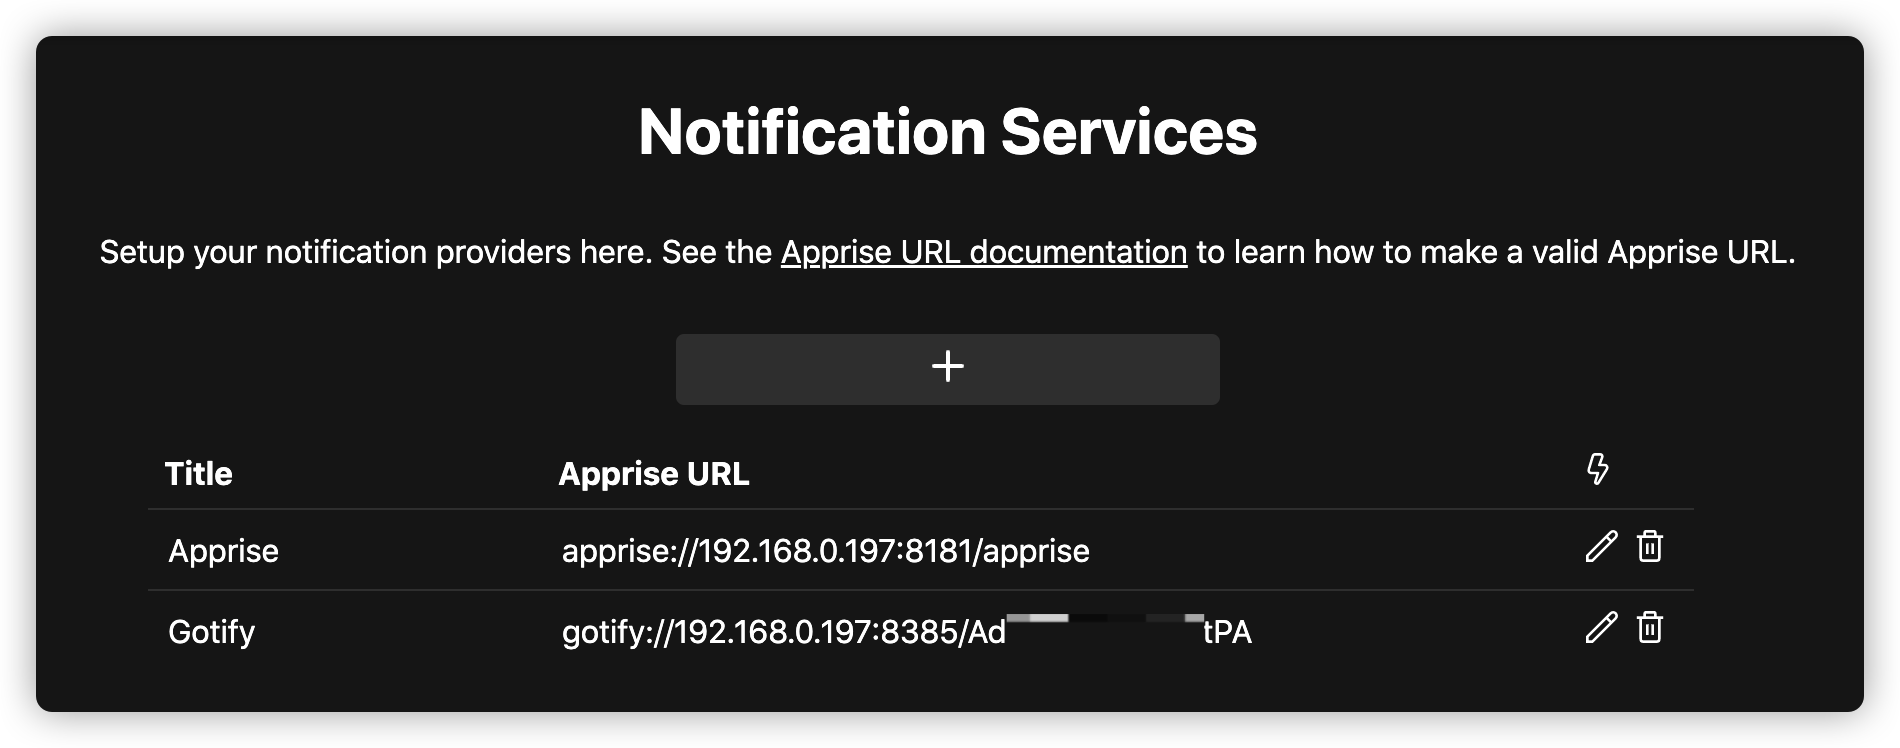 Notification Services
Setup your notification providers here. See the Apprise URL documentation to learn how to make a valid Apprise URL.
+
Title Apprise URL
Apprise apprise://192.168.0.197:8181/apprise
Gotify gotify://192.168.0.197:8385/Ad tPA